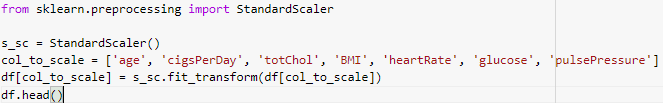 from sklearn.preprocessing import StandardScaler
s_sc = StandardScaler()
col_to_scale = ['age', 'cigsPerDay', 'totChol', 'BMI', 'heartRate', 'glucose', 'pulsePressure']
df[col_to_scale] = s_sc.fit_transform(df[col_to_scale])
df.head()